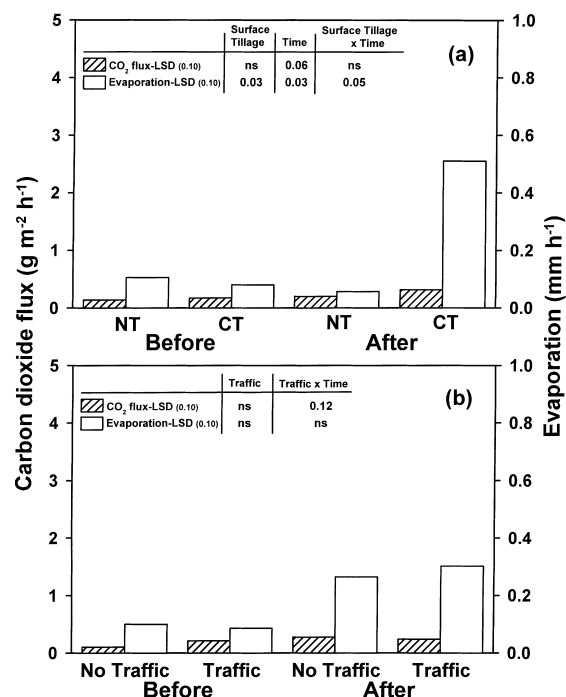 Carbon dioxide flux (g m⁻² h⁻¹)
Evaporation (mm h⁻¹)
5
4
3
2
1
0
1.0
0.8
0.6
0.4
0.2
0.0
(a)
Surface Tillage Time Surface Tillage x Time
CO₂ flux-LSD (0.10) ns 0.06 ns
Evaporation-LSD (0.10) 0.03 0.03 0.05
NT CT NT CT
Before After
5
4
3
2
1
0
1.0
0.8
0.6
0.4
0.2
0.0
(b)
Traffic Traffic x Time
CO₂ flux-LSD (0.10) ns 0.12
Evaporation-LSD (0.10) ns ns
No Traffic Traffic No Traffic Traffic
Before After